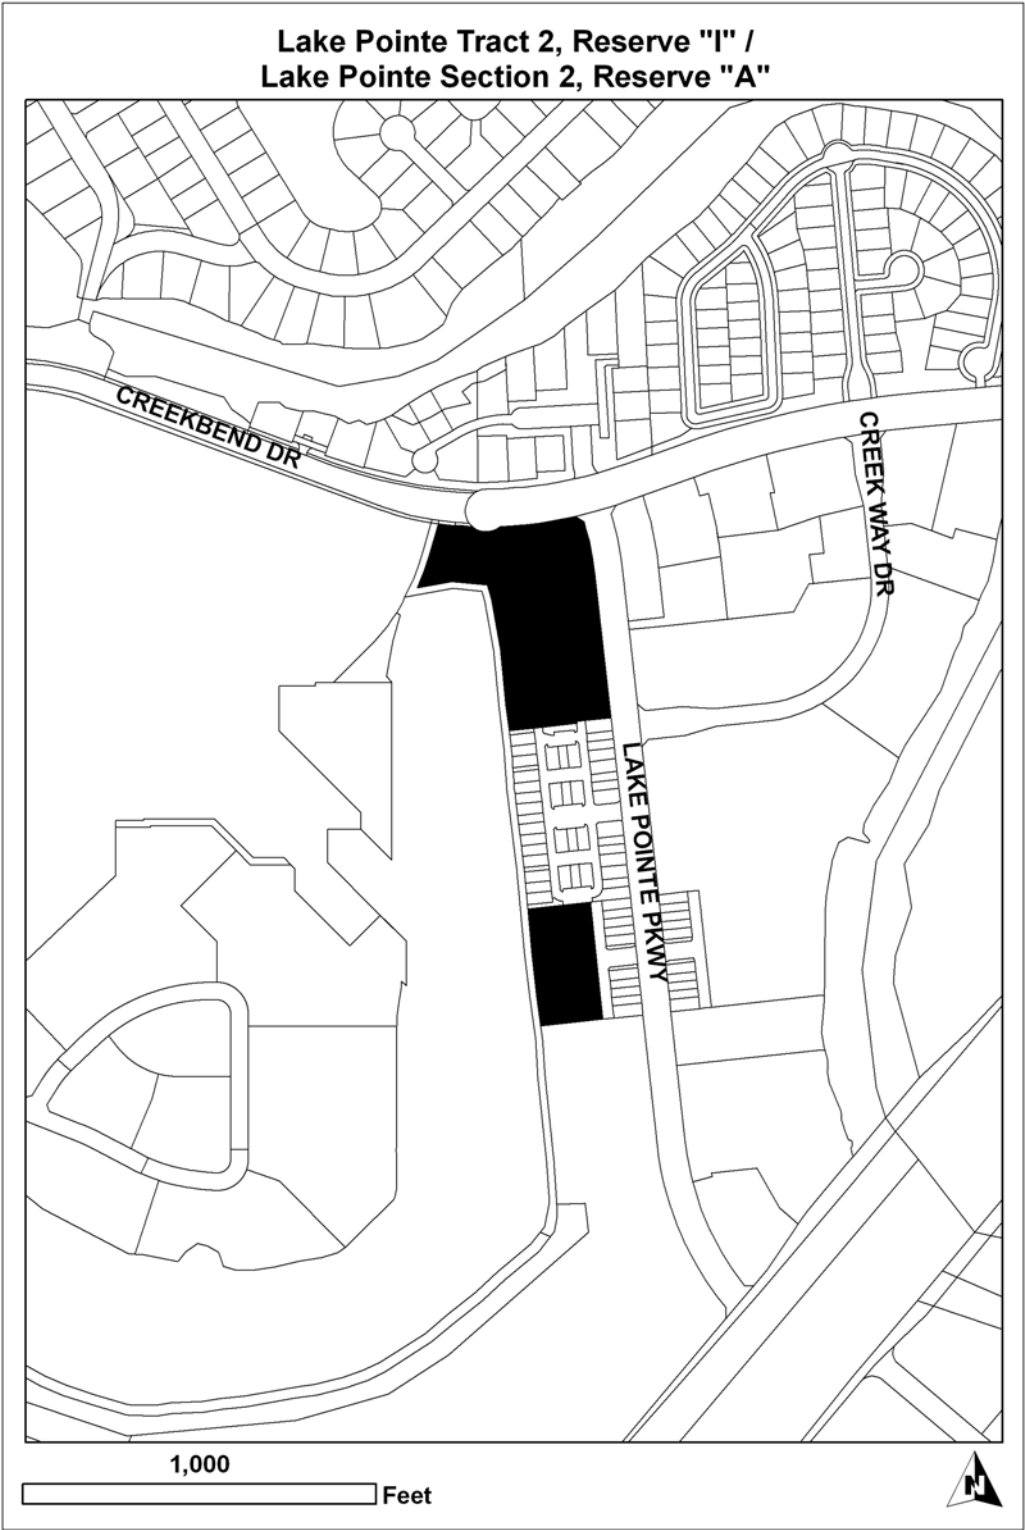 Lake Pointe Tract 2, Reserve "I" /
Lake Pointe Section 2, Reserve "A"
CREEKBEND DR
CREEK WAY DR
LAKE POINTE PKWY
1,000
Feet
N